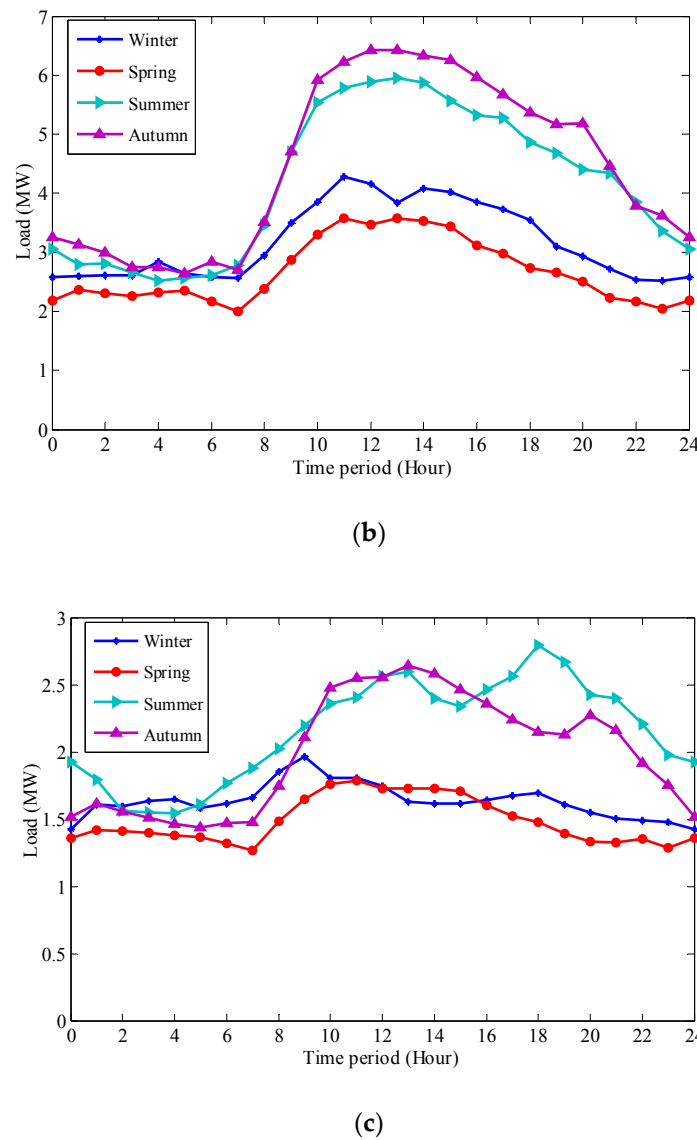 7
6
5
4
3
2
1
0
Load (MW)
Winter
Spring
Summer
Autumn
0 2 4 6 8 10 12 14 16 18 20 22 24
Time period (Hour)
(b)
3
2.5
2
1.5
1
0.5
0
Load (MW)
Winter
Spring
Summer
Autumn
0 2 4 6 8 10 12 14 16 18 20 22 24
Time period (Hour)
(c)